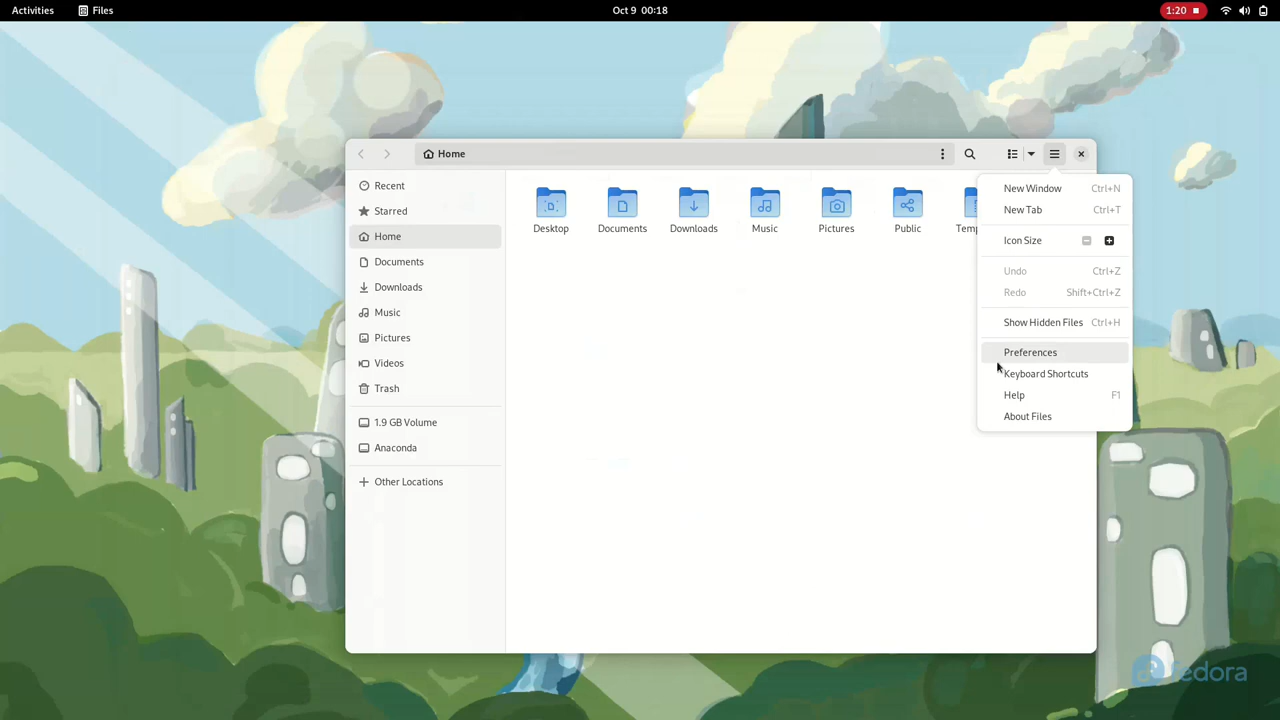 Activities Files Oct 9 00:18 1:20
Home
Recent
Starred
Home
Documents
Downloads
Music
Pictures
Videos
Trash
1.9 GB Volume
Anaconda
Other Locations
Desktop Documents Downloads Music Pictures Public Temp
New Window Ctrl+N
New Tab Ctrl+T
Icon Size
Undo Ctrl+Z
Redo Shift+Ctrl+Z
Show Hidden Files Ctrl+H
Preferences
Keyboard Shortcuts
Help F1
About Files
fedora